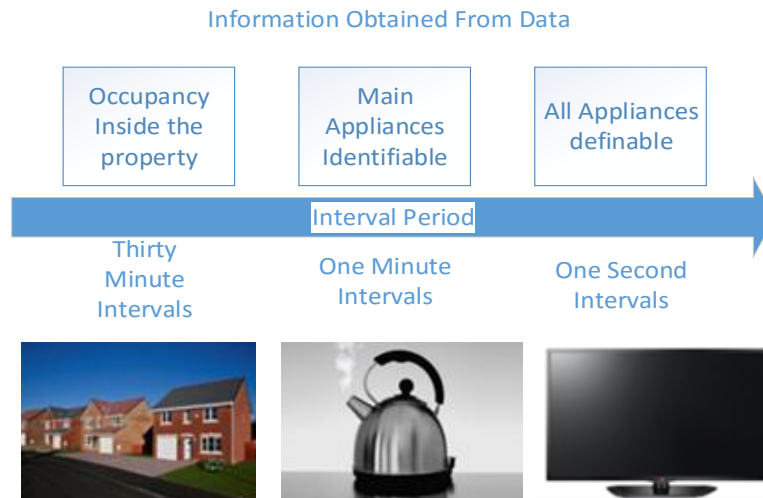 Information Obtained From Data
Occupancy
Inside the
property
Main
Appliances
Identifiable
All Appliances
definable
Interval Period
Thirty
Minute
Intervals
One Minute
Intervals
One Second
Intervals